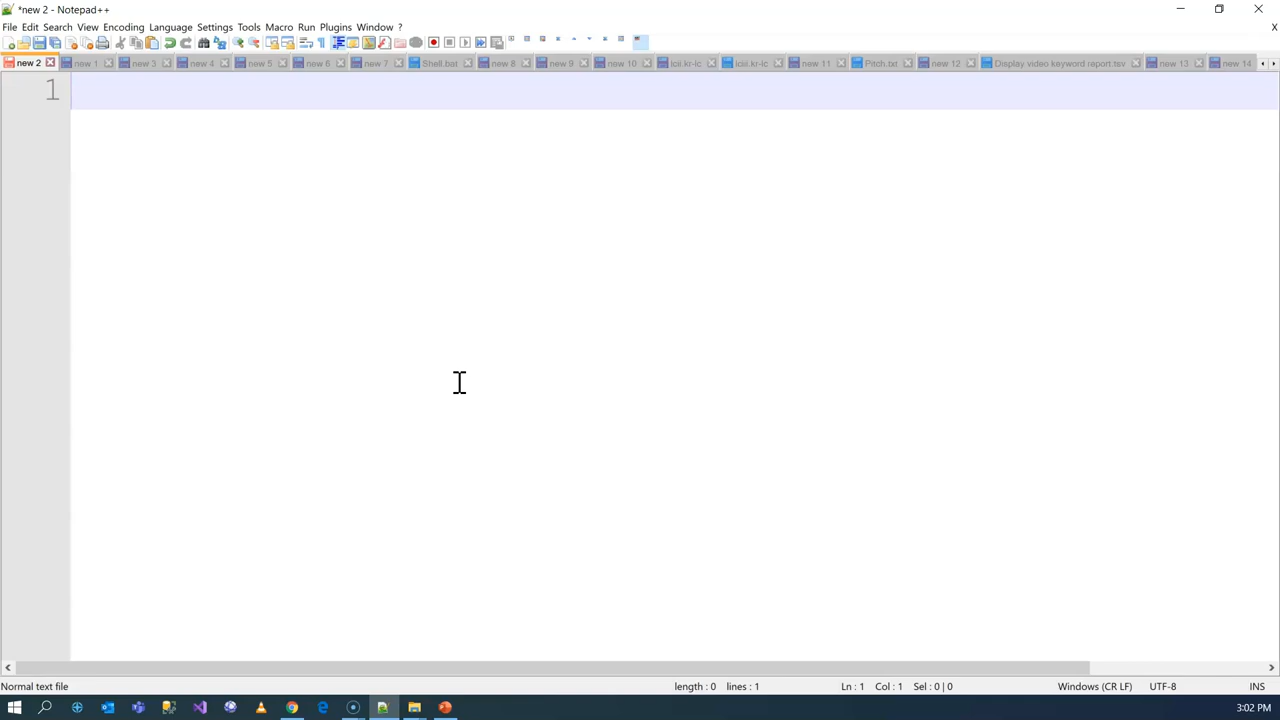 *new 2 - Notepad++
File Edit Search View Encoding Language Settings Tools Macro Run Plugins Window ? X
new 2 new 1 new 3 new 4 new 5 new 6 new 7 Shell.bat new 8 new 9 new 10 new 11 Pitch.txt new 12 Display video keyword report.tsv new 13 new 14
1
Normal text file length : 0 lines : 1 Ln : 1 Col : 1 Sel : 0 | 0 Windows (CR LF) UTF-8 INS
3:02 PM